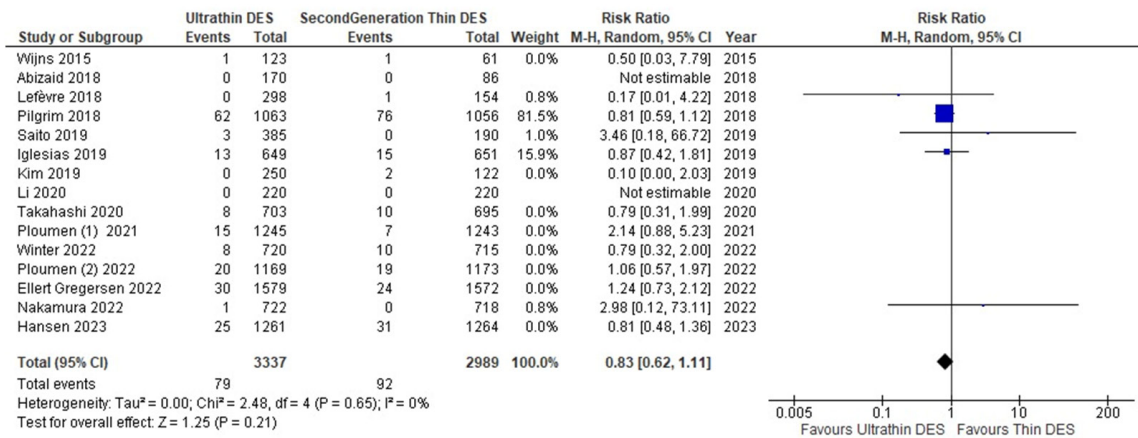 Ultrathin DES SecondGeneration Thin DES Risk Ratio Risk Ratio
Study or Subgroup Events Total Events Total Weight M-H, Random, 95% CI Year M-H, Random, 95% CI
Wijns 2015 1 123 1 61 0.0% 0.50 [0.03, 7.79] 2015
Abizaid 2018 0 170 0 86 Not estimable 2018
Lefèvre 2018 0 298 1 154 0.8% 0.17 [0.01, 4.22] 2018
Pilgrim 2018 62 1063 76 1056 81.5% 0.81 [0.59, 1.12] 2018
Saito 2019 3 385 0 190 1.0% 3.46 [0.18, 66.72] 2019
Iglesias 2019 13 649 15 651 15.9% 0.87 [0.42, 1.81] 2019
Kim 2019 0 250 2 122 0.0% 0.10 [0.00, 2.03] 2019
Li 2020 0 220 0 220 Not estimable 2020
Takahashi 2020 8 703 10 695 0.0% 0.79 [0.31, 1.99] 2020
Ploumen (1) 2021 15 1245 7 1243 0.0% 2.14 [0.88, 5.23] 2021
Winter 2022 8 720 10 715 0.0% 0.79 [0.32, 2.00] 2022
Ploumen (2) 2022 20 1169 19 1173 0.0% 1.06 [0.57, 1.97] 2022
Ellert Gregersen 2022 30 1579 24 1572 0.0% 1.24 [0.73, 2.12] 2022
Nakamura 2022 1 722 0 718 0.8% 2.98 [0.12, 73.11] 2022
Hansen 2023 25 1261 31 1264 0.0% 0.81 [0.48, 1.36] 2023
Total (95% CI) 3337 2989 100.0% 0.83 [0.62, 1.11]
Total events 79 92
Heterogeneity: Tau² = 0.00; Chi² = 2.48, df = 4 (P = 0.65); I² = 0%
Test for overall effect: Z = 1.25 (P = 0.21)
0.005 0.1 1 10 200
Favours Ultrathin DES Favours Thin DES